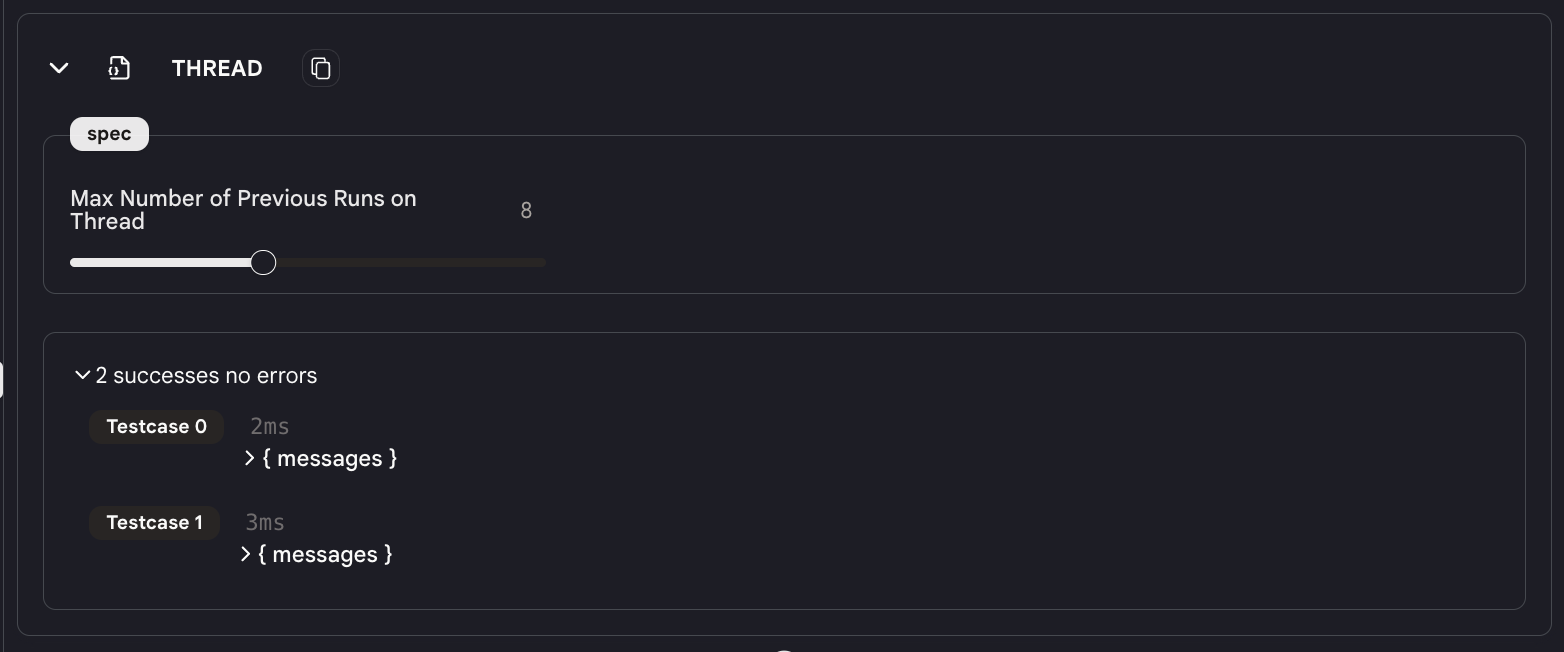 THREAD
spec
Max Number of Previous Runs on
Thread
8
2 successes no errors
Testcase 0 2ms
> { messages }
Testcase 1 3ms
> { messages }